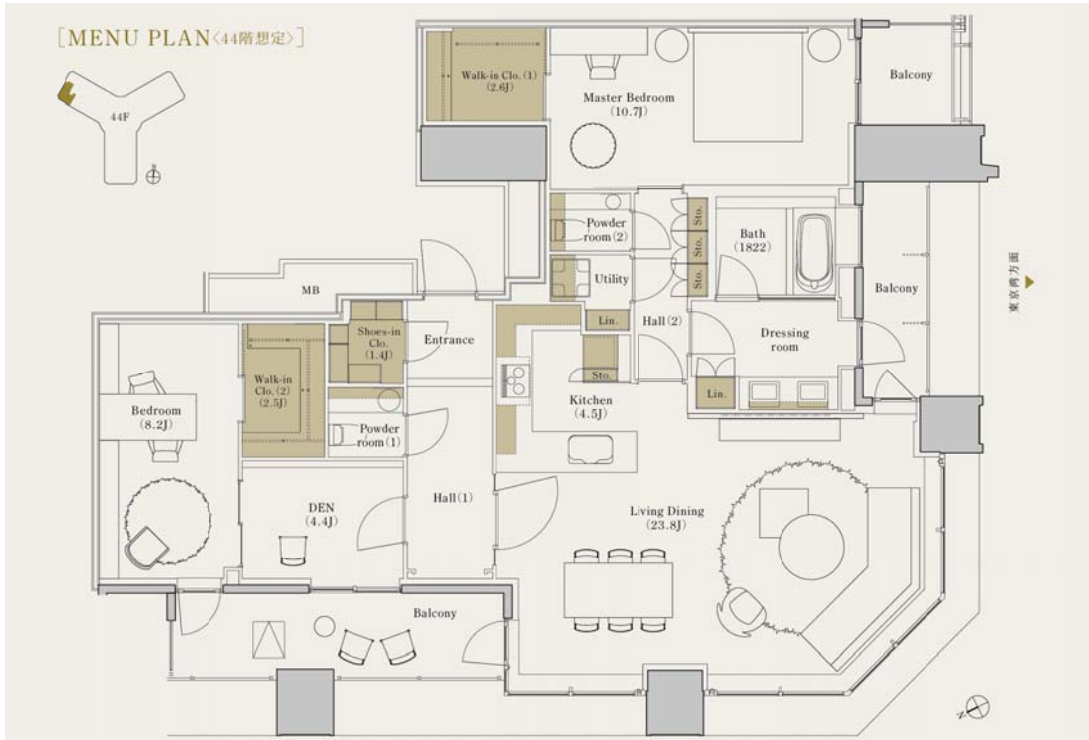 [MENU PLAN〈44階想定〉]
44F
N
Walk-in Clo.(1)
(2.6J)
Master Bedroom
(10.7J)
Balcony
Powder
room(2)
Sto.
Sto.
Sto.
Bath
(1822)
Utility
MB
Balcony
東京湾方面
Lin.
Hall(2)
Dressing
room
Shoes-in
Clo.
(1.4J)
Entrance
Walk-in
Clo.(2)
(2.5J)
Sto.
Lin.
Bedroom
(8.2J)
Kitchen
(4.5J)
Powder
room(1)
Hall(1)
DEN
(4.4J)
Living Dining
(23.8J)
Balcony
N